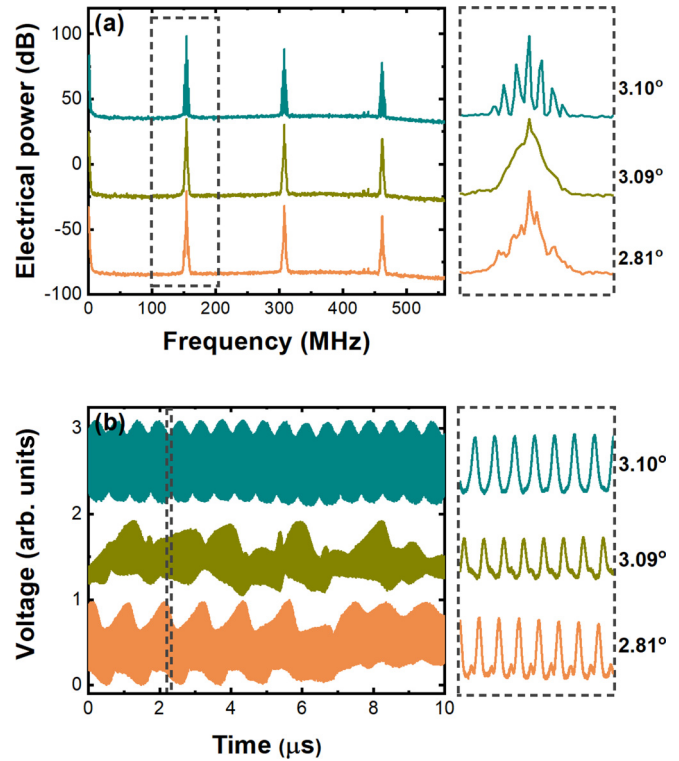 (a)
Electrical power (dB)
100
50
0
-50
-100
0 100 200 300 400 500
Frequency (MHz)
3.10°
3.09°
2.81°
(b)
Voltage (arb. units)
3
2
1
0
0 2 4 6 8 10
Time (μs)
3.10°
3.09°
2.81°